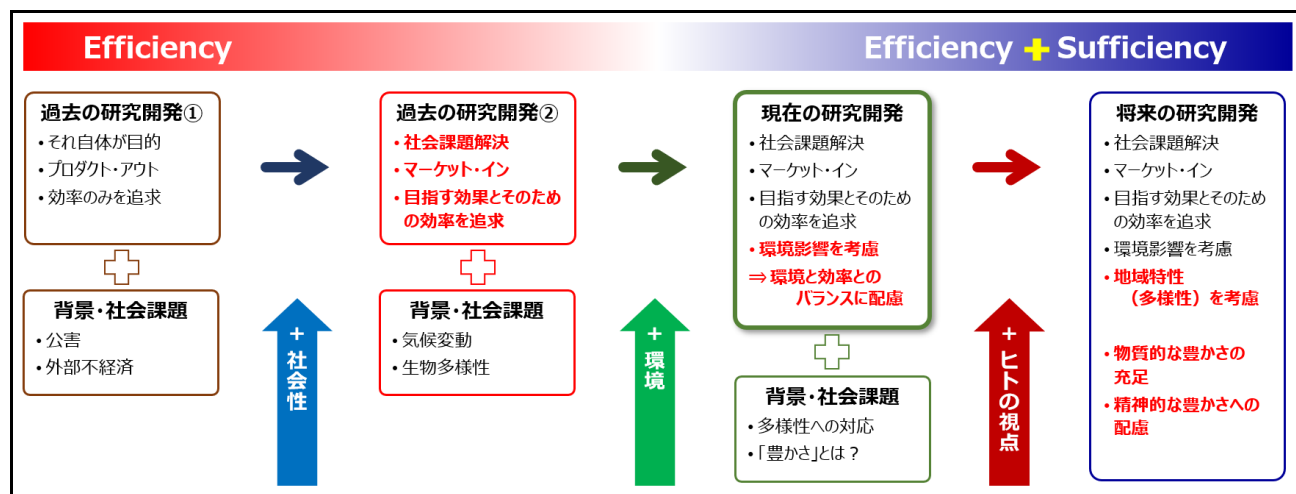 Efficiency
Efficiency + Sufficiency
過去の研究開発①
• それ自体が目的
• プロダクト・アウト
• 効率のみを追求
背景・社会課題
• 公害
• 外部不経済
+社会性
過去の研究開発②
• 社会課題解決
• マーケット・イン
• 目指す効果とそのため
の効率を追求
背景・社会課題
• 気候変動
• 生物多様性
+環境
現在の研究開発
• 社会課題解決
• マーケット・イン
• 目指す効果とそのため
の効率を追求
• 環境影響を考慮
⇒ 環境と効率との
バランスに配慮
背景・社会課題
• 多様性への対応
• 「豊かさ」とは？
+ヒトの視点
将来の研究開発
• 社会課題解決
• マーケット・イン
• 目指す効果とそのため
の効率を追求
• 環境影響を考慮
• 地域特性
（多様性）を考慮
• 物質的な豊かさの
充足
• 精神的な豊かさへの
配慮